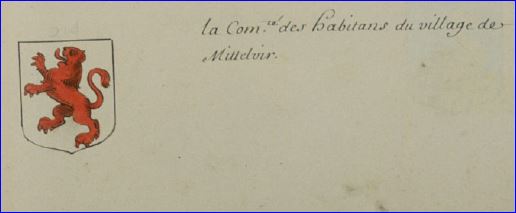 la Com.té des habitans du village de
Mittelvir.